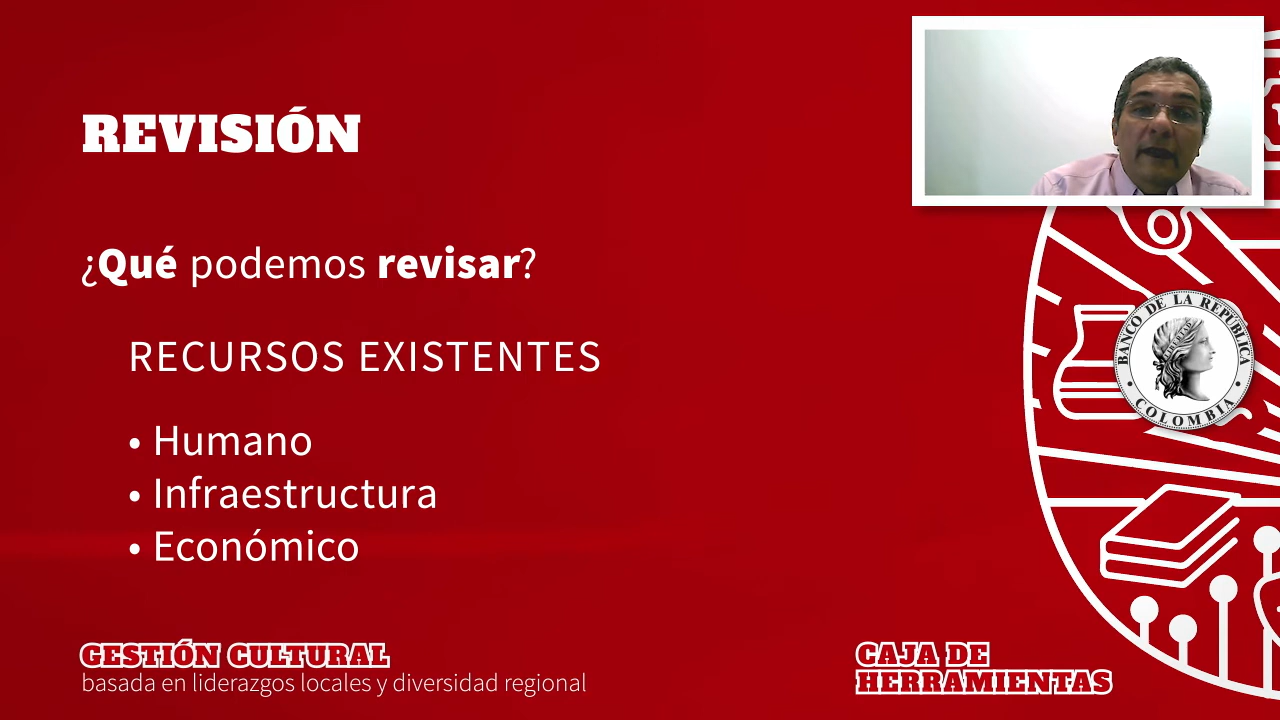 REVISIÓN
¿Qué podemos revisar?
RECURSOS EXISTENTES
• Humano
• Infraestructura
• Económico
BANCO DE LA REPÚBLICA
• COLOMBIA •
LIBERTAD
GESTIÓN CULTURAL
basada en liderazgos locales y diversidad regional
CAJA DE
HERRAMIENTAS